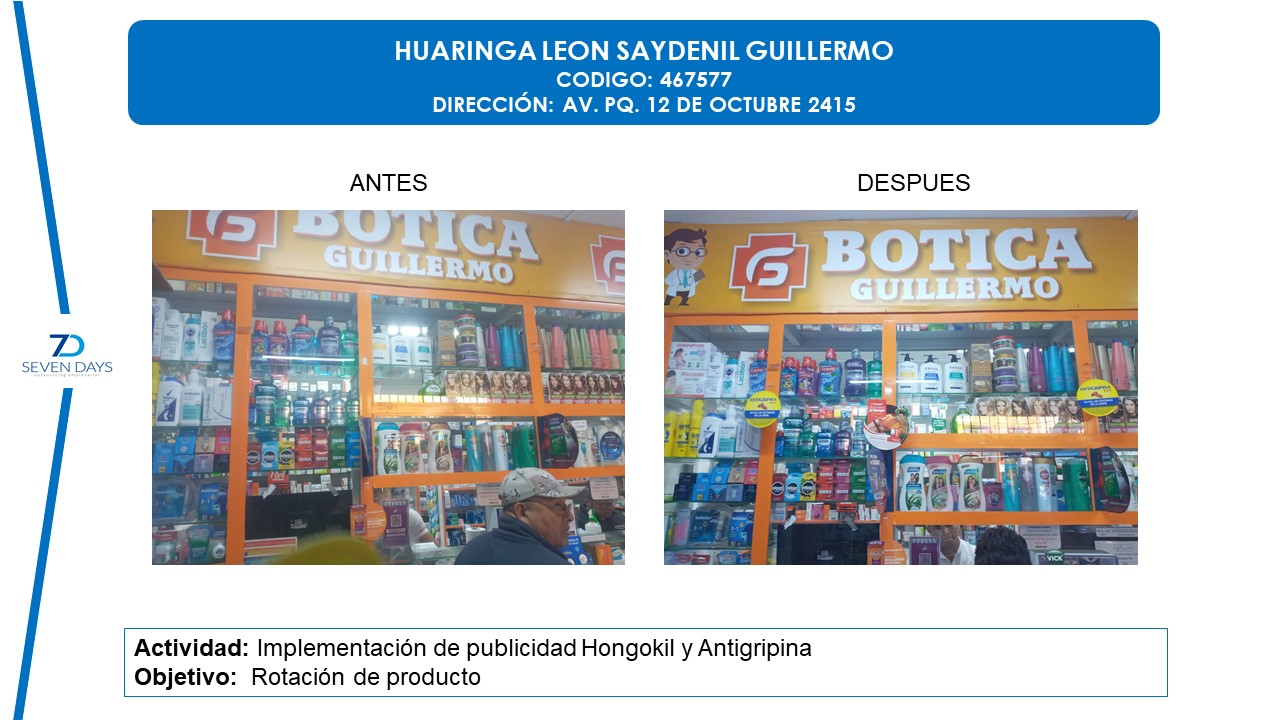 HUARINGA LEON SAYDENIL GUILLERMO
CODIGO: 467577
DIRECCIÓN: AV. PQ. 12 DE OCTUBRE 2415
ANTES
DESPUES
BOTICA
GUILLERMO
BOTICA
GUILLERMO
ANTIGRIPINA
ANTIGRIPINA
VICK
7D
SEVEN DAYS
Actividad: Implementación de publicidad Hongokil y Antigripina
Objetivo: Rotación de producto